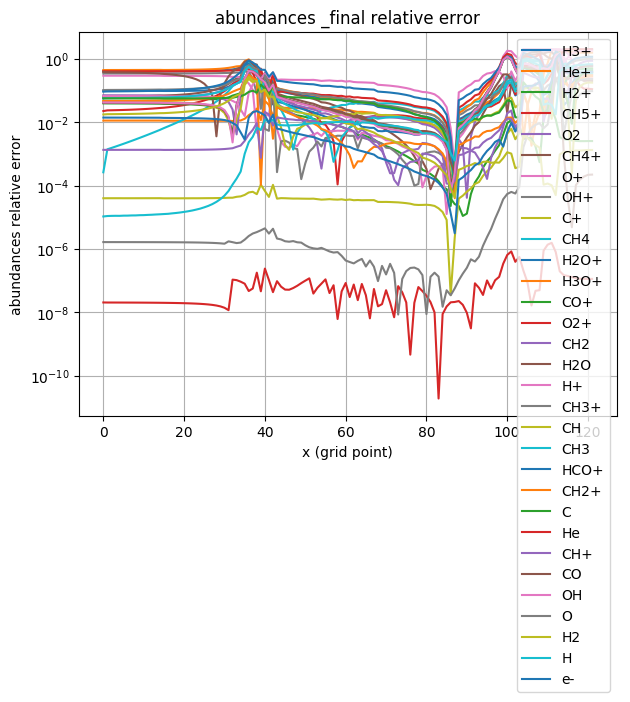 abundances _final relative error
abundances relative error
10⁰
10⁻²
10⁻⁴
10⁻⁶
10⁻⁸
10⁻¹⁰
0
20
40
60
80
100
120
x (grid point)
H3+
He+
H2+
CH5+
O2
CH4+
O+
OH+
C+
CH4
H2O+
H3O+
CO+
O2+
CH2
H2O
H+
CH3+
CH
CH3
HCO+
CH2+
C
He
CH+
CO
OH
O
H2
H
e-